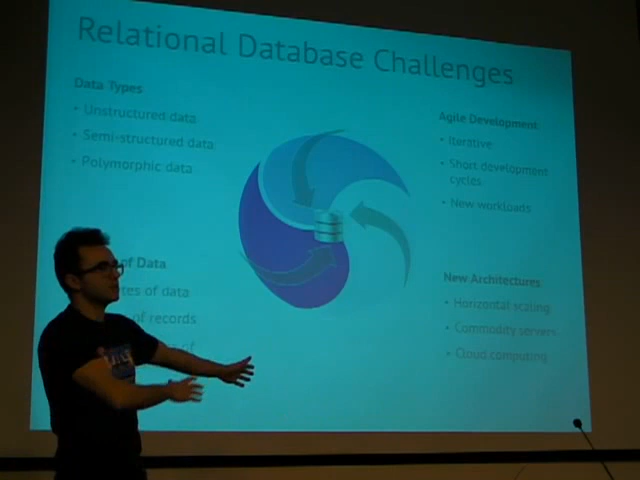 Relational Database Challenges
Data Types
• Unstructured data
• Semi-structured data
• Polymorphic data
Agile Development:
• Iterative
• Short development
cycles
• New workloads
of Data
of data
of records
of
New Architectures
• Horizontal scaling
• Commodity servers
• Cloud computing